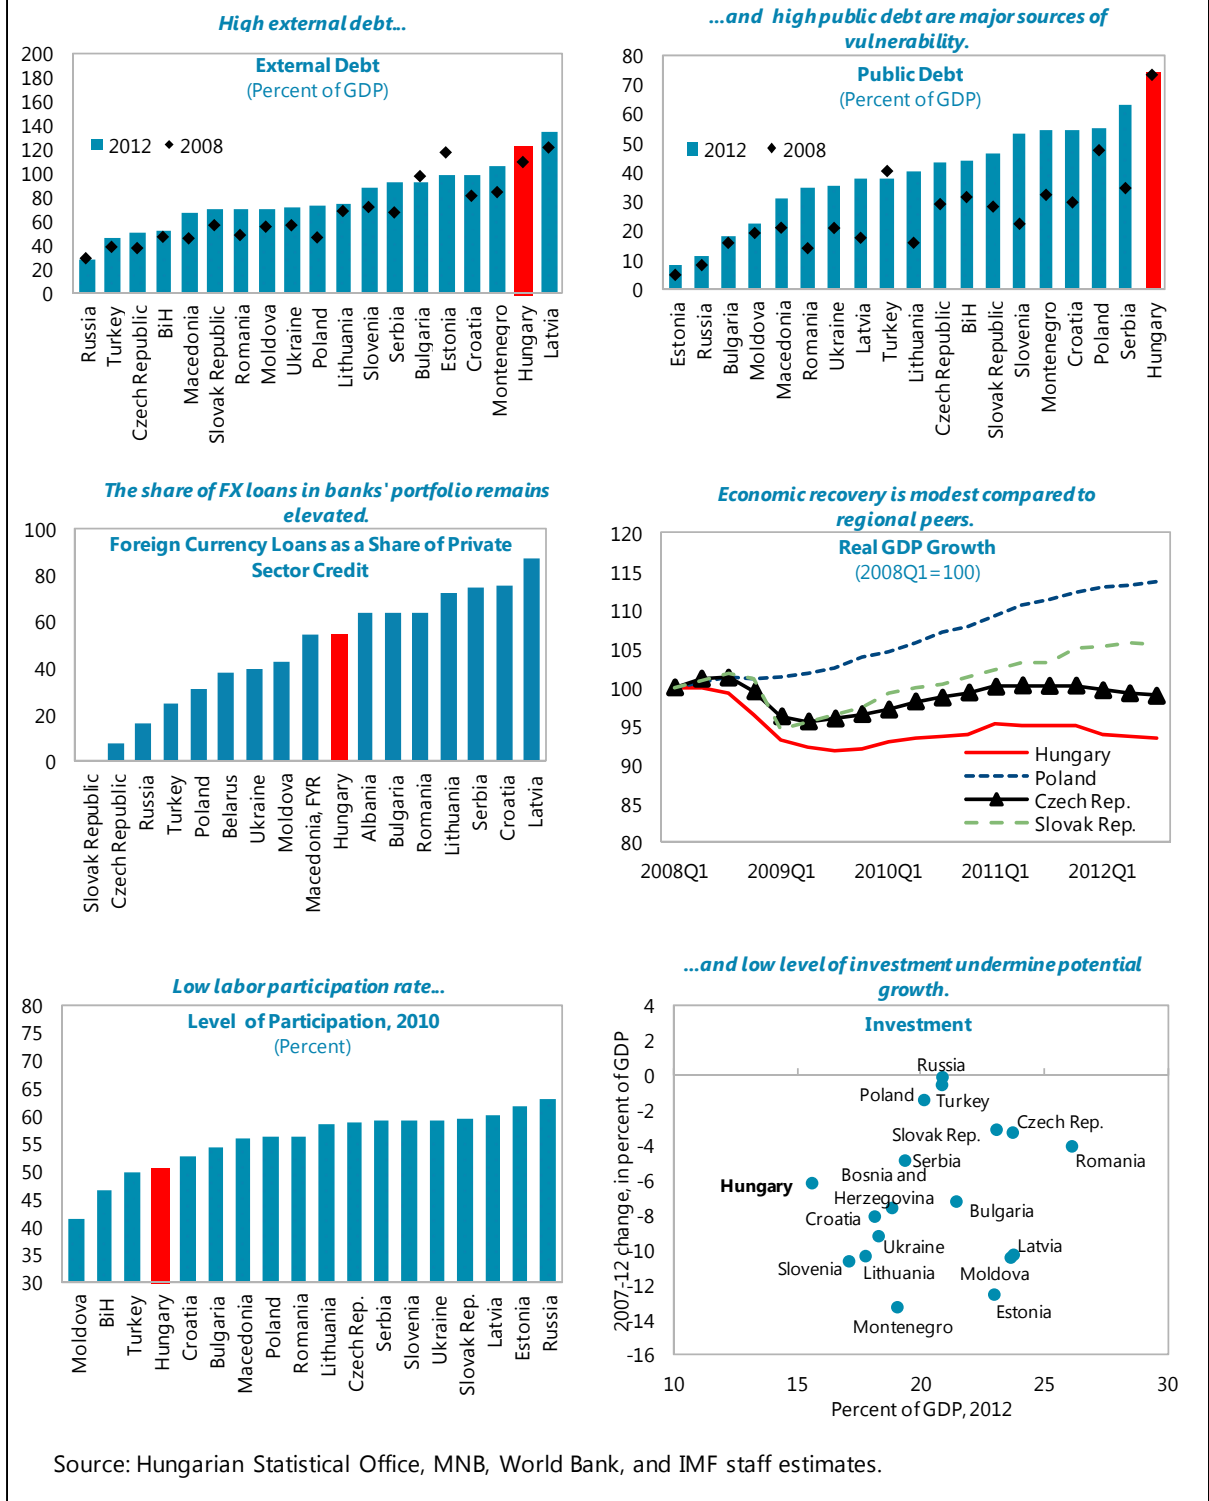 High external debt...
External Debt
(Percent of GDP)
2012
2008
200
180
160
140
120
100
80
60
40
20
0
Russia
Turkey
Czech Republic
BiH
Macedonia
Slovak Republic
Romania
Moldova
Ukraine
Poland
Lithuania
Slovenia
Serbia
Bulgaria
Estonia
Croatia
Montenegro
Hungary
Latvia
...and high public debt are major sources of
vulnerability.
Public Debt
(Percent of GDP)
2012
2008
80
70
60
50
40
30
20
10
0
Estonia
Russia
Bulgaria
Moldova
Macedonia
Romania
Ukraine
Latvia
Turkey
Lithuania
Czech Republic
BiH
Slovak Republic
Slovenia
Montenegro
Croatia
Poland
Serbia
Hungary
The share of FX loans in banks' portfolio remains
elevated.
Foreign Currency Loans as a Share of Private
Sector Credit
100
80
60
40
20
0
Slovak Republic
Czech Republic
Russia
Turkey
Poland
Belarus
Ukraine
Moldova
Macedonia, FYR
Hungary
Albania
Bulgaria
Romania
Lithuania
Serbia
Croatia
Latvia
Economic recovery is modest compared to
regional peers.
Real GDP Growth
(2008Q1=100)
120
115
110
105
100
95
90
85
80
Hungary
Poland
Czech Rep.
Slovak Rep.
2008Q1
2009Q1
2010Q1
2011Q1
2012Q1
Low labor participation rate...
Level of Participation, 2010
(Percent)
80
75
70
65
60
55
50
45
40
35
30
Moldova
BiH
Turkey
Hungary
Croatia
Bulgaria
Macedonia
Poland
Romania
Lithuania
Czech Rep.
Serbia
Slovenia
Ukraine
Slovak Rep.
Latvia
Estonia
Russia
...and low level of investment undermine potential
growth.
Investment
2007-12 change, in percent of GDP
4
2
0
-2
-4
-6
-8
-10
-12
-14
-16
Russia
Poland
Turkey
Czech Rep.
Slovak Rep.
Serbia
Romania
Bosnia and
Herzegovina
Hungary
Croatia
Bulgaria
Ukraine
Latvia
Slovenia
Lithuania
Moldova
Estonia
Montenegro
10
15
20
25
30
Percent of GDP, 2012
Source: Hungarian Statistical Office, MNB, World Bank, and IMF staff estimates.